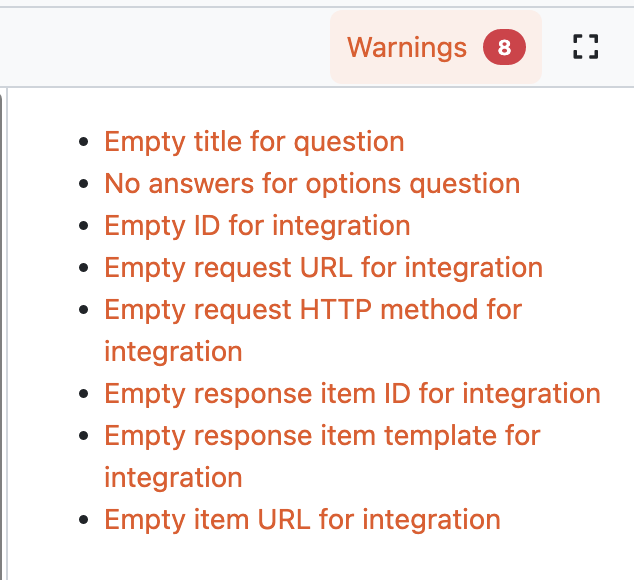 Warnings 8
Empty title for question
No answers for options question
Empty ID for integration
Empty request URL for integration
Empty request HTTP method for
integration
Empty response item ID for integration
Empty response item template for
integration
Empty item URL for integration